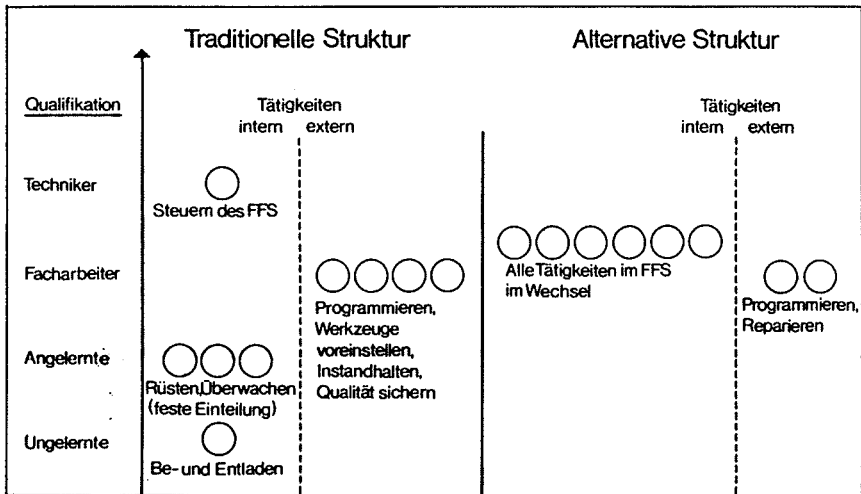 Traditionelle Struktur
Alternative Struktur
Qualifikation
Tätigkeiten
intern extern
Tätigkeiten
intern extern
Techniker
Steuern des FFS
Facharbeiter
Programmieren,
Werkzeuge
voreinstellen,
Instandhalten,
Qualität sichern
Alle Tätigkeiten im FFS
im Wechsel
Programmieren,
Reparieren
Angelernte
Rüsten,Überwachen
(feste Einteilung)
Ungelernte
Be- und Entladen